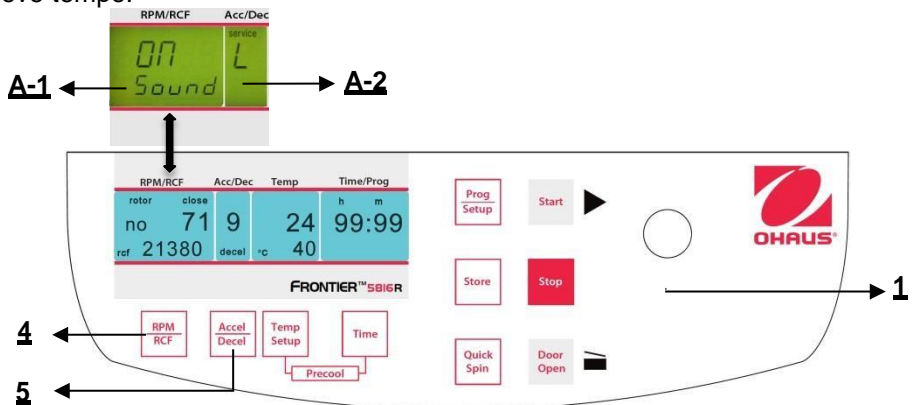 RPM/RCF Acc/Dec
service
ON L
Sound
A-1 A-2
RPM/RCF Acc/Dec Temp Time/Prog
rotor close h m
no 71 9 24 99:99
rcf 21380 decel °C 40
FRONTIER™5816R
Prog
Setup
Start
OHAUS
Store
Stop
1
4
RPM
RCF
Accel
Decel
Temp
Setup
Time
Precool
Quick
Spin
Door
Open
5